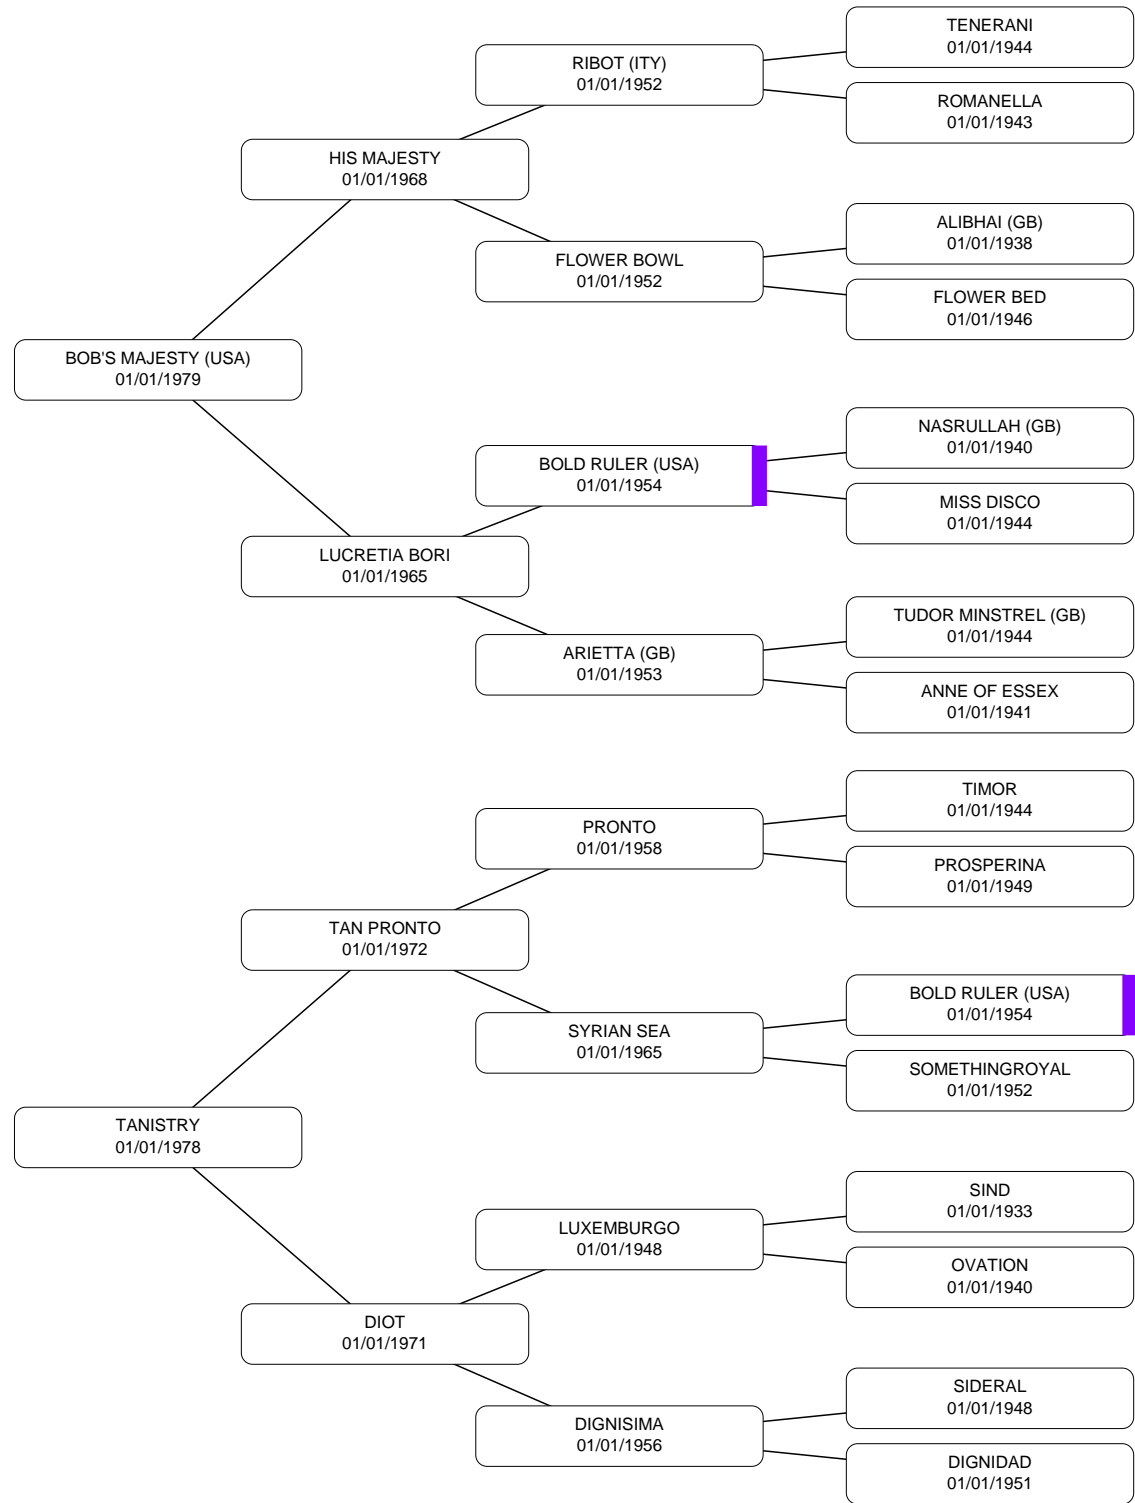 TENERANI
01/01/1944
RIBOT (ITY)
01/01/1952
ROMANELLA
01/01/1943
HIS MAJESTY
01/01/1968
ALIBHAI (GB)
01/01/1938
FLOWER BOWL
01/01/1952
FLOWER BED
01/01/1946
BOB'S MAJESTY (USA)
01/01/1979
NASRULLAH (GB)
01/01/1940
BOLD RULER (USA)
01/01/1954
MISS DISCO
01/01/1944
LUCRETIA BORI
01/01/1965
TUDOR MINSTREL (GB)
01/01/1944
ARIETTA (GB)
01/01/1953
ANNE OF ESSEX
01/01/1941
TIMOR
01/01/1944
PRONTO
01/01/1958
PROSPERINA
01/01/1949
TAN PRONTO
01/01/1972
BOLD RULER (USA)
01/01/1954
SYRIAN SEA
01/01/1965
SOMETHINGROYAL
01/01/1952
TANISTRY
01/01/1978
SIND
01/01/1933
LUXEMBURGO
01/01/1948
OVATION
01/01/1940
DIOT
01/01/1971
SIDERAL
01/01/1948
DIGNISIMA
01/01/1956
DIGNIDAD
01/01/1951